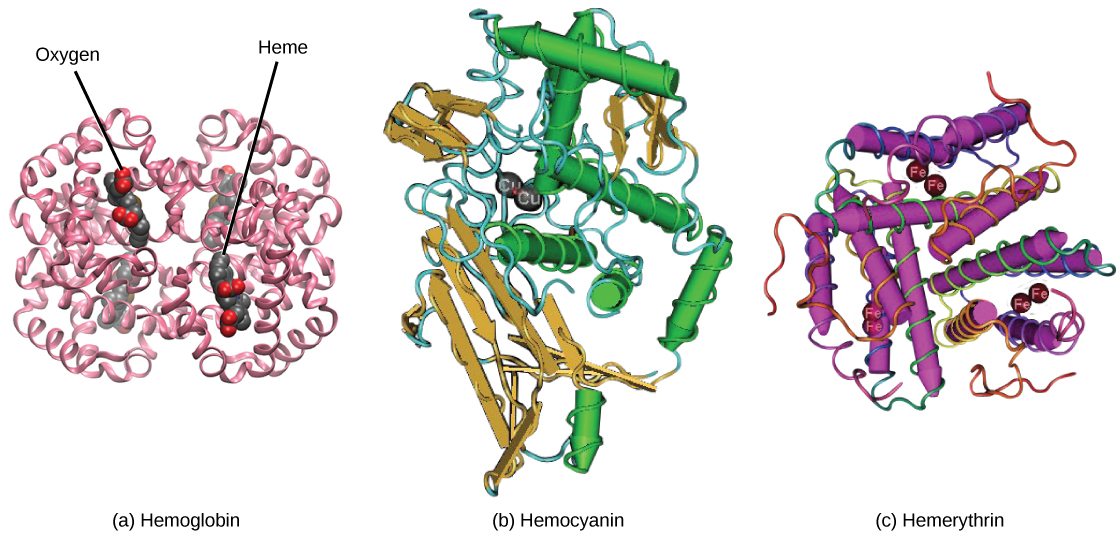 Oxygen
Heme
Cu
Cu
Fe
Fe
Fe
Fe
Fe
Fe
(a) Hemoglobin
(b) Hemocyanin
(c) Hemerythrin